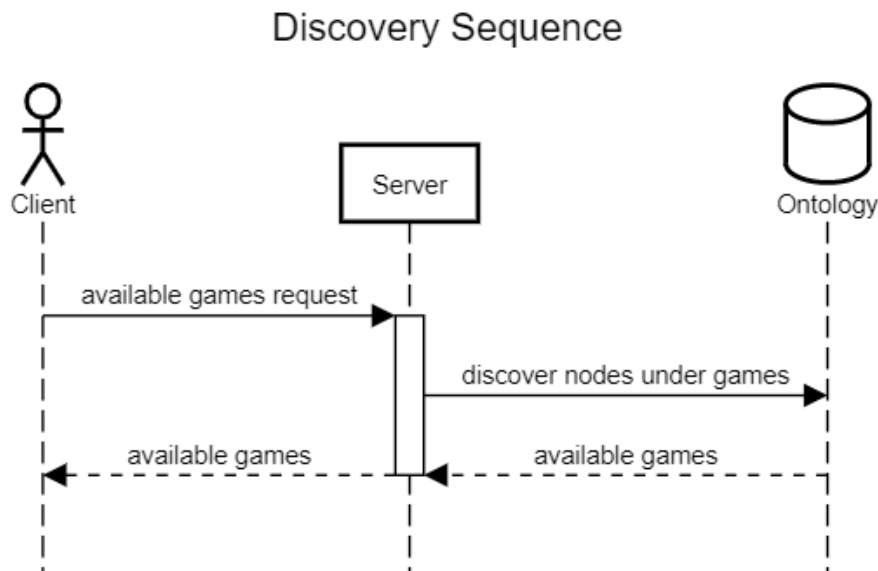 Discovery Sequence
Client
Server
Ontology
available games request
discover nodes under games
available games
available games